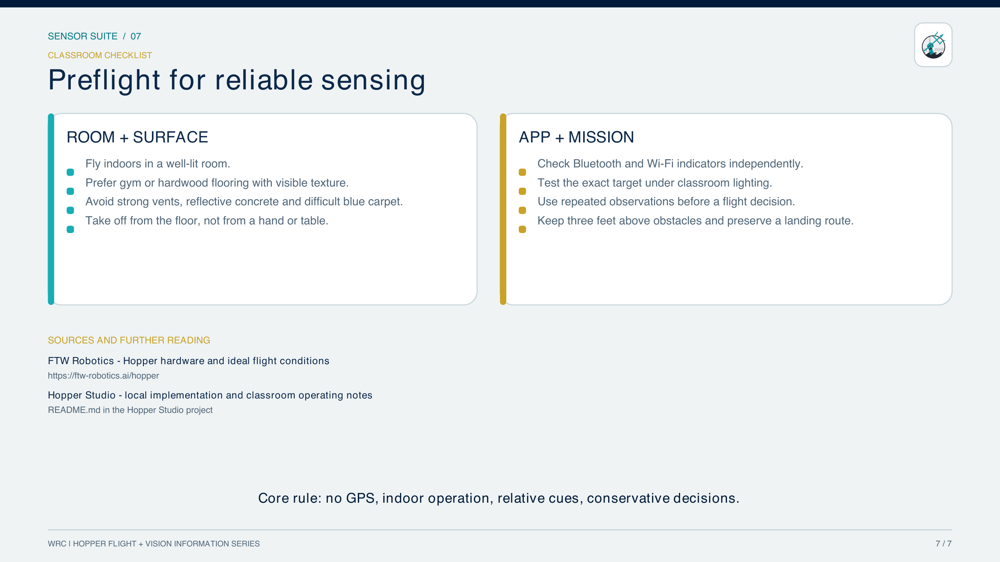 SENSOR SUITE / 07
CLASSROOM CHECKLIST
Preflight for reliable sensing
ROOM + SURFACE
Fly indoors in a well-lit room.
Prefer gym or hardwood flooring with visible texture.
Avoid strong vents, reflective concrete and difficult blue carpet.
Take off from the floor, not from a hand or table.
APP + MISSION
Check Bluetooth and Wi-Fi indicators independently.
Test the exact target under classroom lighting.
Use repeated observations before a flight decision.
Keep three feet above obstacles and preserve a landing route.
SOURCES AND FURTHER READING
FTW Robotics - Hopper hardware and ideal flight conditions
https://ftw-robotics.ai/hopper
Hopper Studio - local implementation and classroom operating notes
README.md in the Hopper Studio project
Core rule: no GPS, indoor operation, relative cues, conservative decisions.
WRC | HOPPER FLIGHT + VISION INFORMATION SERIES
7 / 7